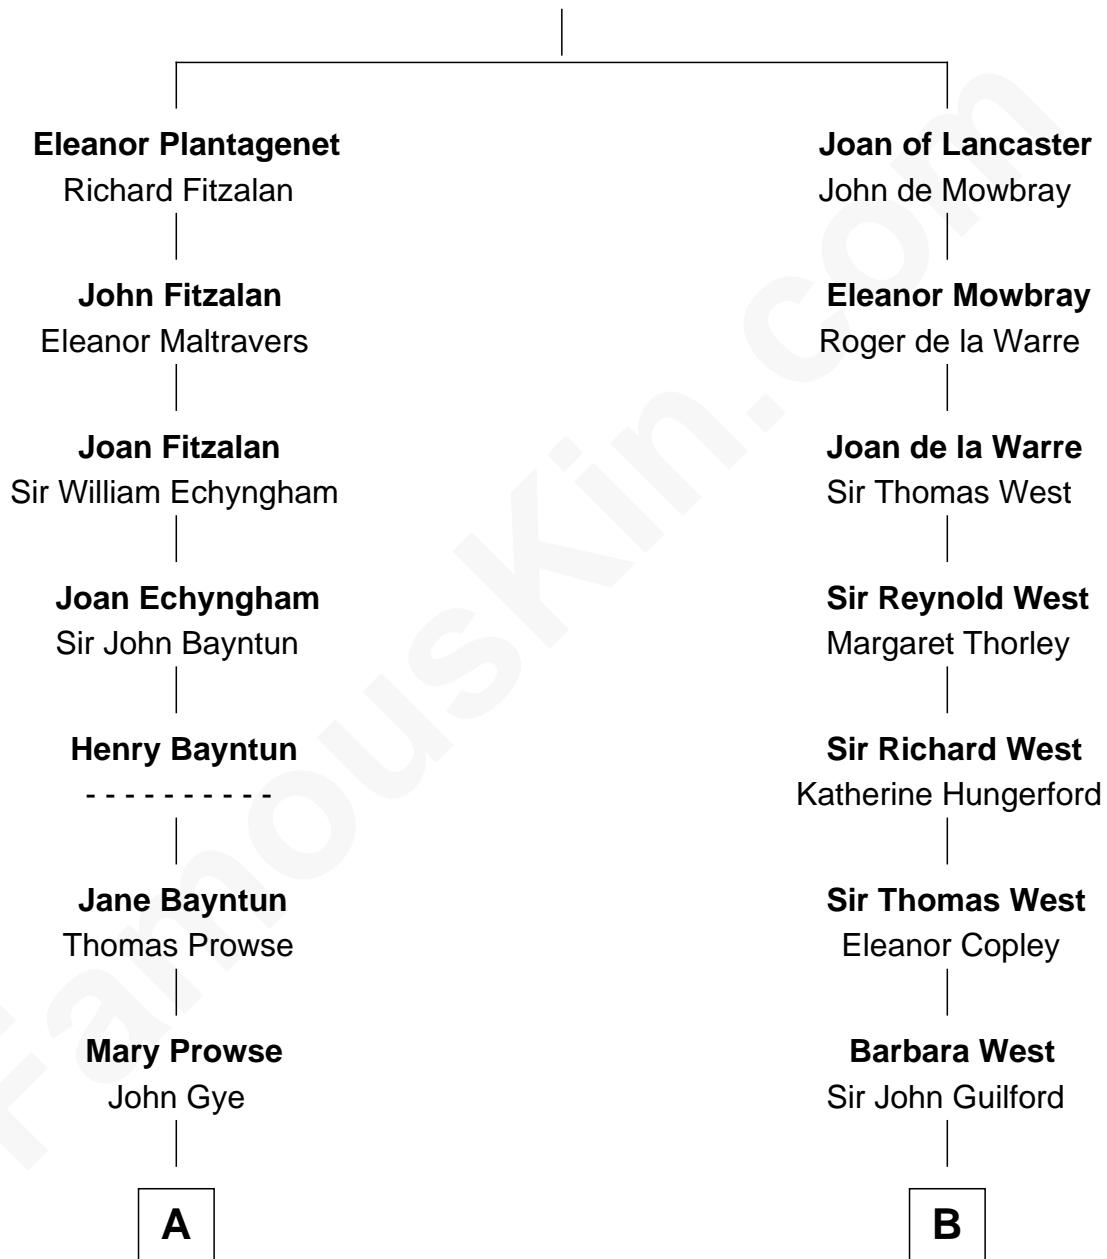 Eleanor Plantagenet
Richard Fitzalan
John Fitzalan
Eleanor Maltravers
Joan Fitzalan
Sir William Echyngham
Joan Echyngham
Sir John Bayntun
Henry Bayntun
- - - - - - - - - -
Jane Bayntun
Thomas Prowse
Mary Prowse
John Gye
A
Joan of Lancaster
John de Mowbray
Eleanor Mowbray
Roger de la Warre
Joan de la Warre
Sir Thomas West
Sir Reynold West
Margaret Thorley
Sir Richard West
Katherine Hungerford
Sir Thomas West
Eleanor Copley
Barbara West
Sir John Guilford
B
FamousKin.com